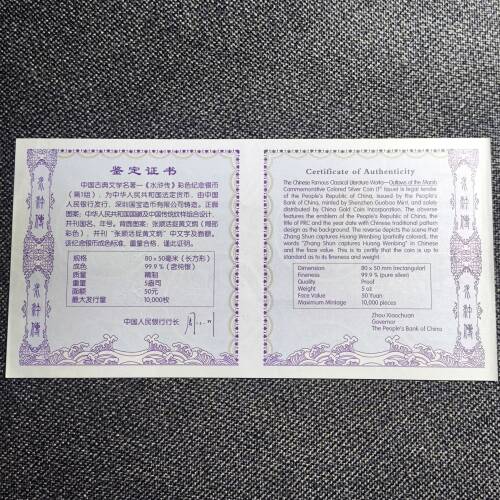 鉴定证书
中国古典文学名著—《水浒传》彩色纪念银币
(第1组),为中华人民共和国法定货币,由中国人
民银行发行,深圳国宝造币有限公司铸造。正面
图案:中华人民共和国国徽及中国传统纹样组合设计,
并刊国名、年号。背面图案:张顺活捉黄文炳(局部
彩色),并刊“张顺活捉黄文炳”中文字及面额。
该纪念银币成色标准,重量合格,谨此证明。
规格 80×50毫米(长方形)
成色 99.9%(含纯银)
质量 精制
重量 5盎司
面额 50元
最大发行量 10,000枚
中国人民银行行长
水浒传
水浒传
Certificate of Authenticity
The Chinese Famous Classical Literature Works—Outlaws of the Marsh
Commemorative Colored Silver Coin (1st Issue) is legal tender
of the People's Republic of China, issued by the People's
Bank of China, minted by Shenzhen Guobao Mint, and sole
distributed by China Gold Coin Incorporation. The obverse
features the emblem of the People's Republic of China, the
title of PRC and the year date with Chinese traditional pattern
design as the background. The reverse depicts the scene that
Zhang Shun captures Huang Wenbing (partially colored), the
words "Zhang Shun captures Huang Wenbing" in Chinese
and the face value. This is to certify that the coin is up to
standard as to its fineness and weight.
Dimension 80 x 50 mm (rectangular)
Fineness 99.9 % (pure silver)
Quality Proof
Weight 5 oz
Face Value 50 Yuan
Maximum Mintage 10,000 pieces
Zhou Xiaochuan
Governor
The People's Bank of China
水浒传
水浒传